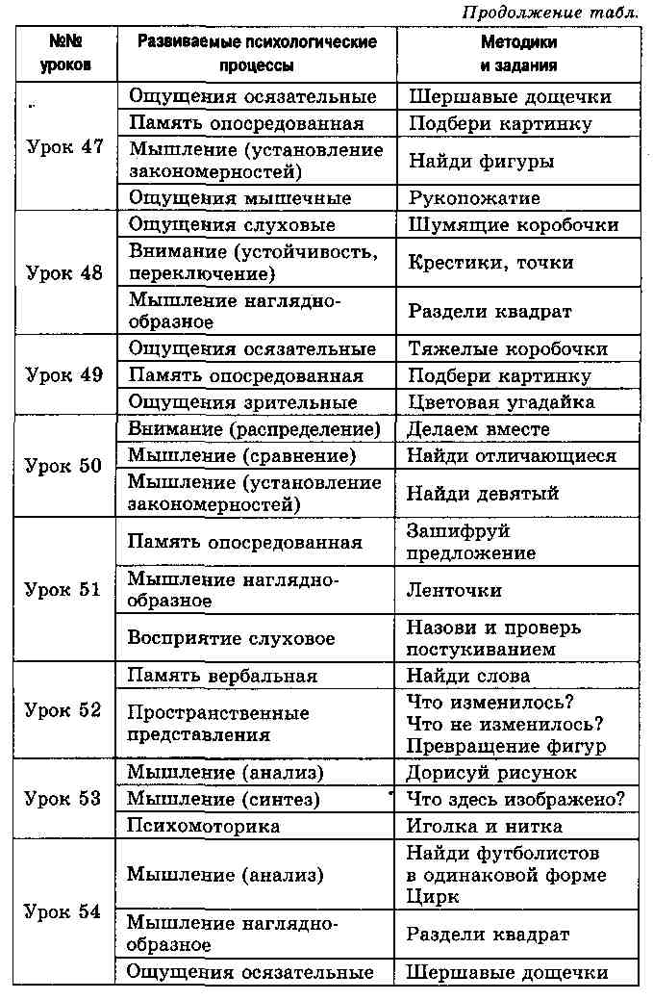 Продолжение табл.
№№
уроков
Развиваемые психологические
процессы
Методики
и задания
Урок 47
Ощущения осязательные
Шершавые дощечки
Память опосредованная
Подбери картинку
Мышление (установление
закономерностей)
Найди фигуры
Ощущения мышечные
Рукопожатие
Урок 48
Ощущения слуховые
Шумящие коробочки
Внимание (устойчивость,
переключение)
Крестики, точки
Мышление наглядно-
образное
Раздели квадрат
Урок 49
Ощущения осязательные
Тяжелые коробочки
Память опосредованная
Подбери картинку
Ощущения зрительные
Цветовая угадайка
Урок 50
Внимание (распределение)
Делаем вместе
Мышление (сравнение)
Найди отличающиеся
Мышление (установление
закономерностей)
Найди девятый
Урок 51
Память опосредованная
Зашифруй
предложение
Мышление наглядно-
образное
Ленточки
Восприятие слуховое
Назови и проверь
постукиванием
Урок 52
Память вербальная
Найди слова
Пространственные
представления
Что изменилось?
Что не изменилось?
Превращение фигур
Урок 53
Мышление (анализ)
Дорисуй рисунок
Мышление (синтез)
Что здесь изображено?
Психомоторика
Иголка и нитка
Урок 54
Мышление (анализ)
Найди футболистов
в одинаковой форме
Цирк
Мышление наглядно-
образное
Раздели квадрат
Ощущения осязательные
Шершавые дощечки